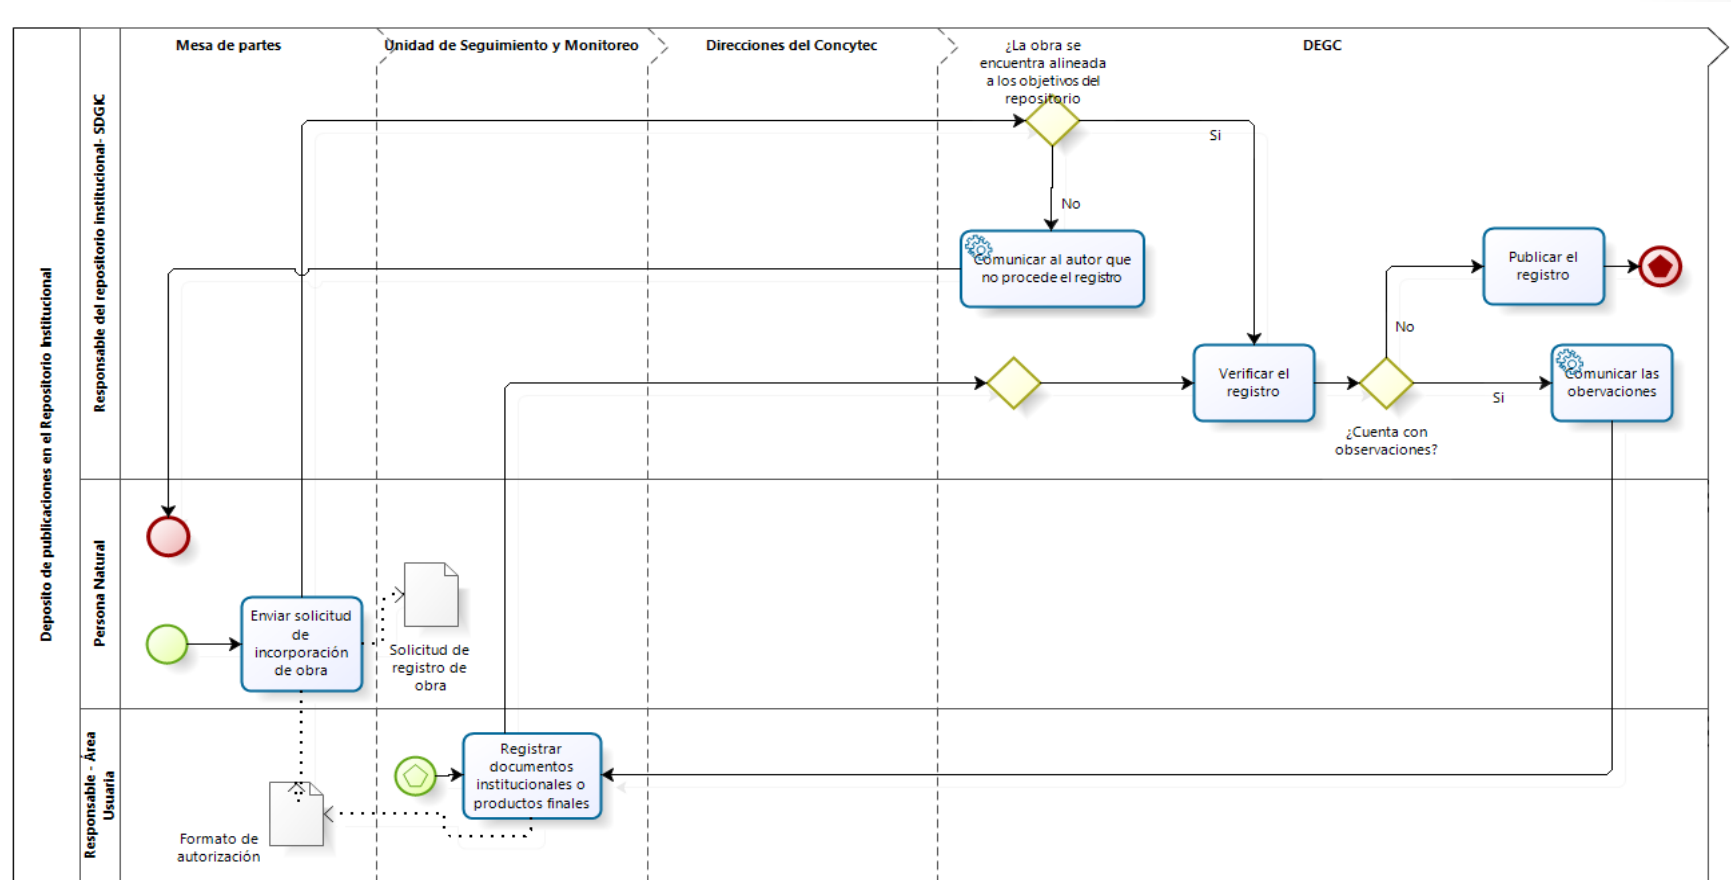 Deposito de publicaciones en el Repositorio Institucional
Mesa de partes
Unidad de Seguimiento y Monitoreo
Direcciones del Concytec
DEGC
Responsable del repositorio institucional- SDGIC
¿La obra se
encuentra alineada
a los objetivos del
repositorio
Si
No
Comunicar al autor que
no procede el registro
Publicar el
registro
No
Verificar el
registro
Comunicar las
obervaciones
Si
¿Cuenta con
observaciones?
Persona Natural
Enviar solicitud
de
incorporación
de obra
Solicitud de
registro de
obra
Responsable - Área
Usuaria
Registrar
documentos
institucionales o
productos finales
Formato de
autorización